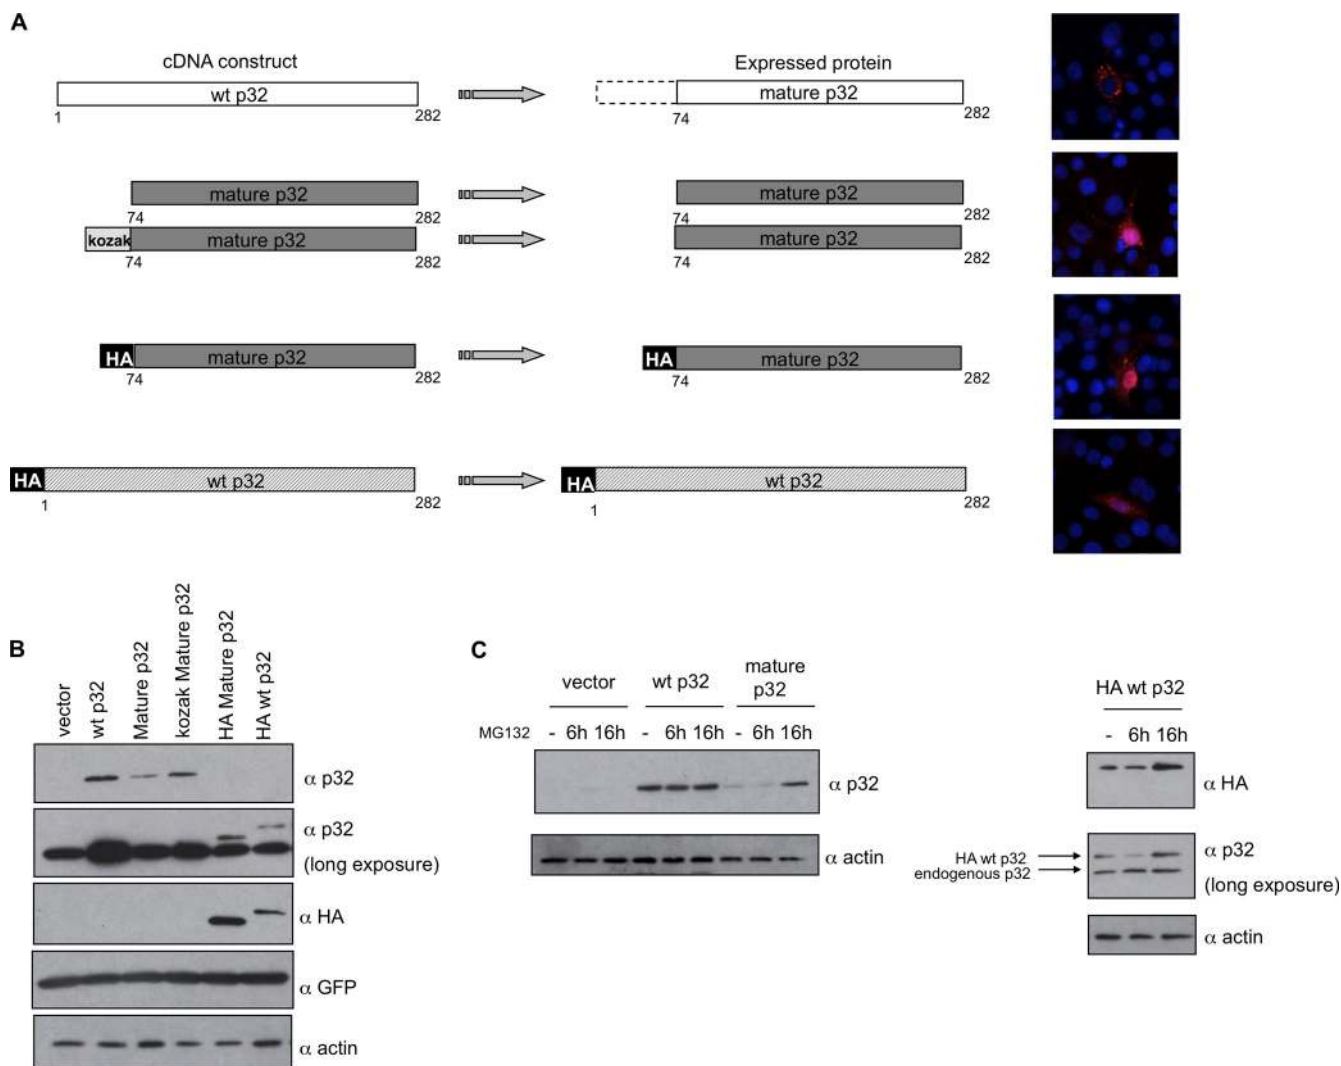 A
cDNA construct
Expressed protein
wt p32
mature p32
1
282
74
282
mature p32
mature p32
74
282
74
282
kozak
mature p32
mature p32
74
282
74
282
HA
mature p32
HA
mature p32
74
282
74
282
HA
wt p32
HA
wt p32
1
282
1
282
B
vector
wt p32
Mature p32
kozak Mature p32
HA Mature p32
HA wt p32
α p32
α p32
(long exposure)
α HA
α GFP
α actin
C
vector
wt p32
mature
p32
MG132
- 6h 16h
- 6h 16h
- 6h 16h
α p32
α actin
HA wt p32
- 6h 16h
α HA
HA wt p32
endogenous p32
α p32
(long exposure)
α actin